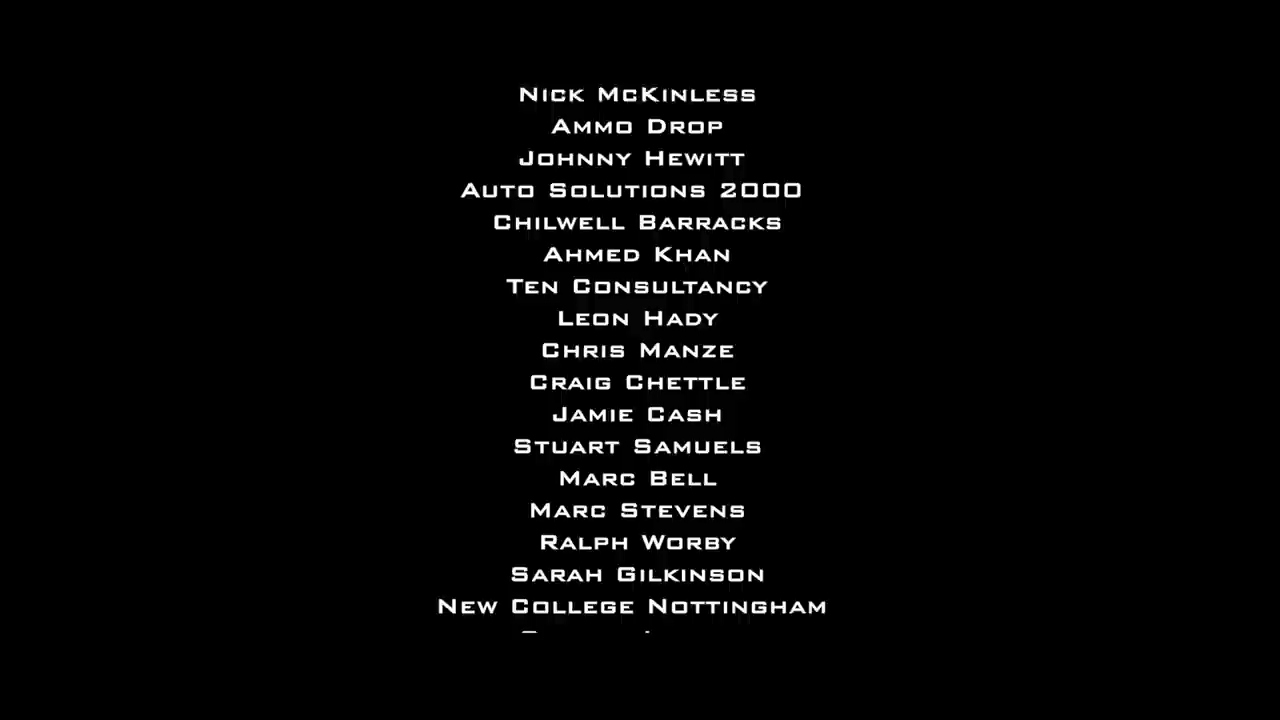 Nick McKinless
Ammo Drop
Johnny Hewitt
Auto Solutions 2000
Chilwell Barracks
Ahmed Khan
Ten Consultancy
Leon Hady
Chris Manze
Craig Chettle
Jamie Cash
Stuart Samuels
Marc Bell
Marc Stevens
Ralph Worby
Sarah Gilkinson
New College Nottingham